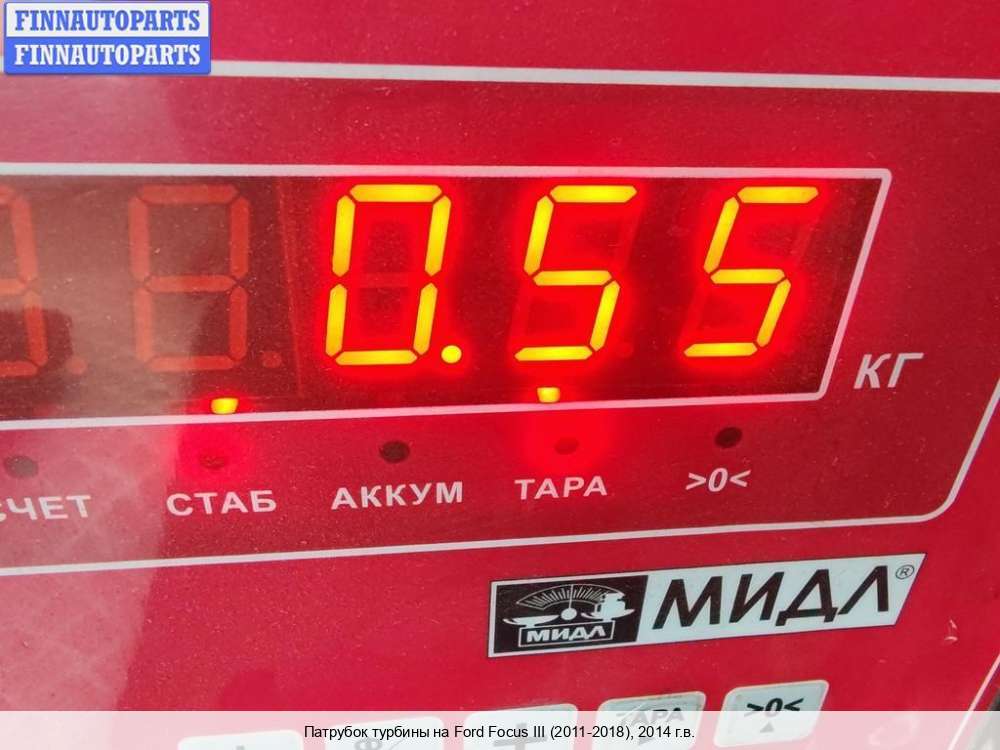 FINNAUTOPARTS
FINNAUTOPARTS
0.55
КГ
СТАБ АККУМ ТАРА >0<
МИДЛ МИДЛ®
+ ТАРА >0<
Патрубок турбины на Ford Focus III (2011-2018), 2014 г.в.